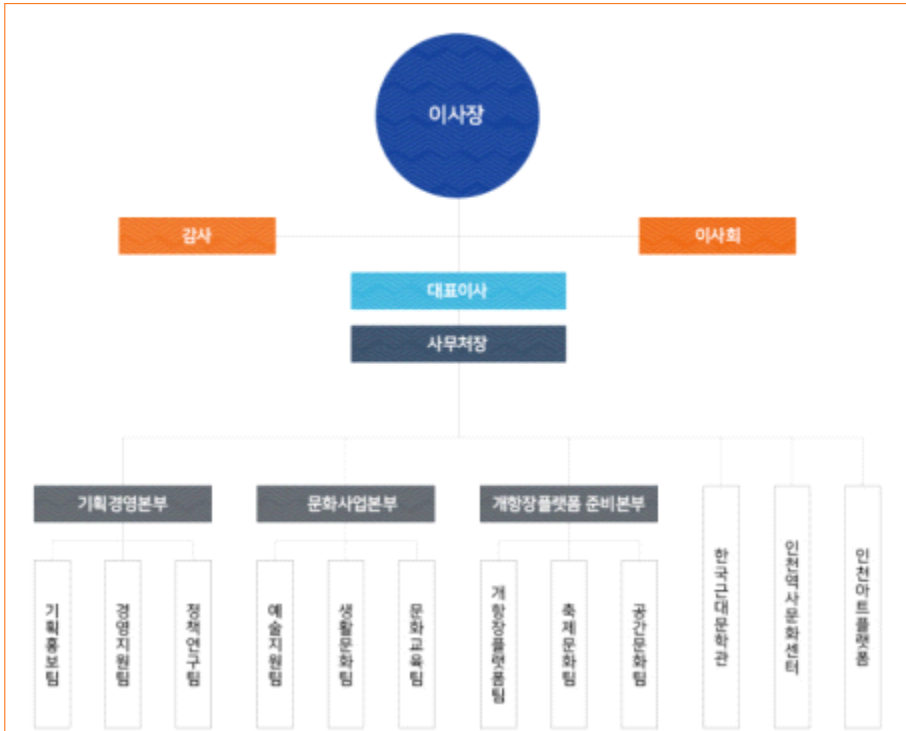 이사장
감사
이사회
대표이사
사무처장
기획경영본부
문화사업본부
개항장플랫폼 준비본부
기획홍보팀
경영지원팀
정책연구팀
예술지원팀
생활문화팀
문화교육팀
개항장플랫폼팀
축제문화팀
공간문화팀
한국근대문학관
인천역사문화센터
인천아트플랫폼